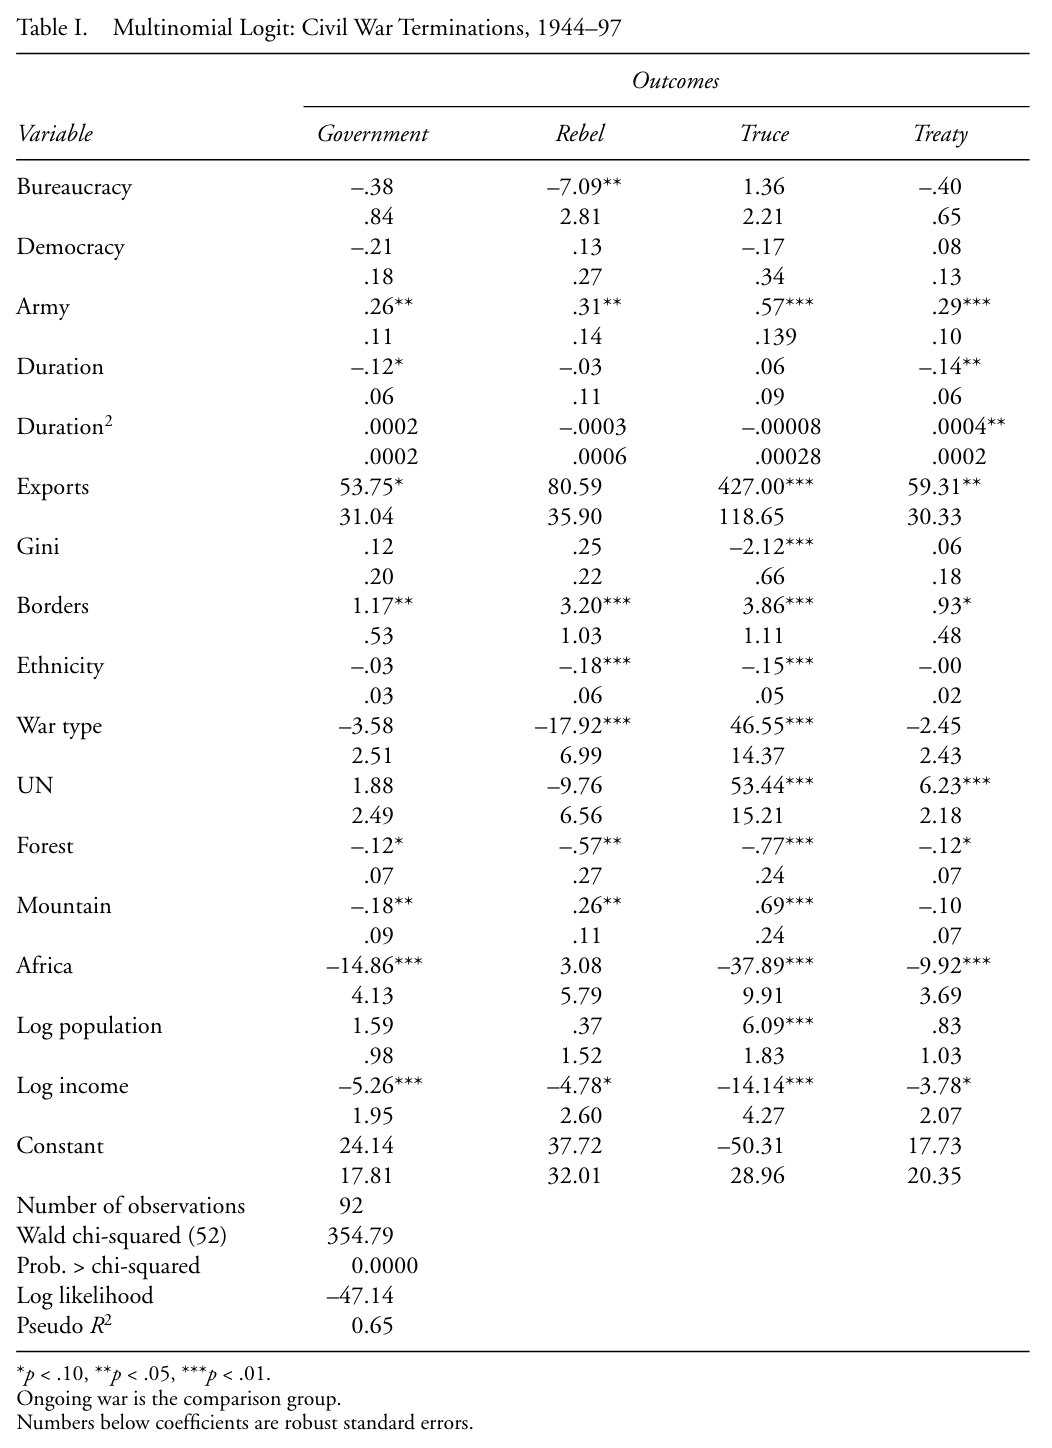 Table I. Multinomial Logit: Civil War Terminations, 1944–97
Outcomes
Variable Government Rebel Truce Treaty
Bureaucracy –.38 –7.09** 1.36 –.40
.84 2.81 2.21 .65
Democracy –.21 .13 –.17 .08
.18 .27 .34 .13
Army .26** .31** .57*** .29***
.11 .14 .139 .10
Duration –.12* –.03 .06 –.14**
.06 .11 .09 .06
Duration² .0002 –.0003 –.00008 .0004**
.0002 .0006 .00028 .0002
Exports 53.75* 80.59 427.00*** 59.31**
31.04 35.90 118.65 30.33
Gini .12 .25 –2.12*** .06
.20 .22 .66 .18
Borders 1.17** 3.20*** 3.86*** .93*
.53 1.03 1.11 .48
Ethnicity –.03 –.18*** –.15*** –.00
.03 .06 .05 .02
War type –3.58 –17.92*** 46.55*** –2.45
2.51 6.99 14.37 2.43
UN 1.88 –9.76 53.44*** 6.23***
2.49 6.56 15.21 2.18
Forest –.12* –.57** –.77*** –.12*
.07 .27 .24 .07
Mountain –.18** .26** .69*** –.10
.09 .11 .24 .07
Africa –14.86*** 3.08 –37.89*** –9.92***
4.13 5.79 9.91 3.69
Log population 1.59 .37 6.09*** .83
.98 1.52 1.83 1.03
Log income –5.26*** –4.78* –14.14*** –3.78*
1.95 2.60 4.27 2.07
Constant 24.14 37.72 –50.31 17.73
17.81 32.01 28.96 20.35
Number of observations 92
Wald chi-squared (52) 354.79
Prob. > chi-squared 0.0000
Log likelihood –47.14
Pseudo R² 0.65
*p < .10, **p < .05, ***p < .01.
Ongoing war is the comparison group.
Numbers below coefficients are robust standard errors.